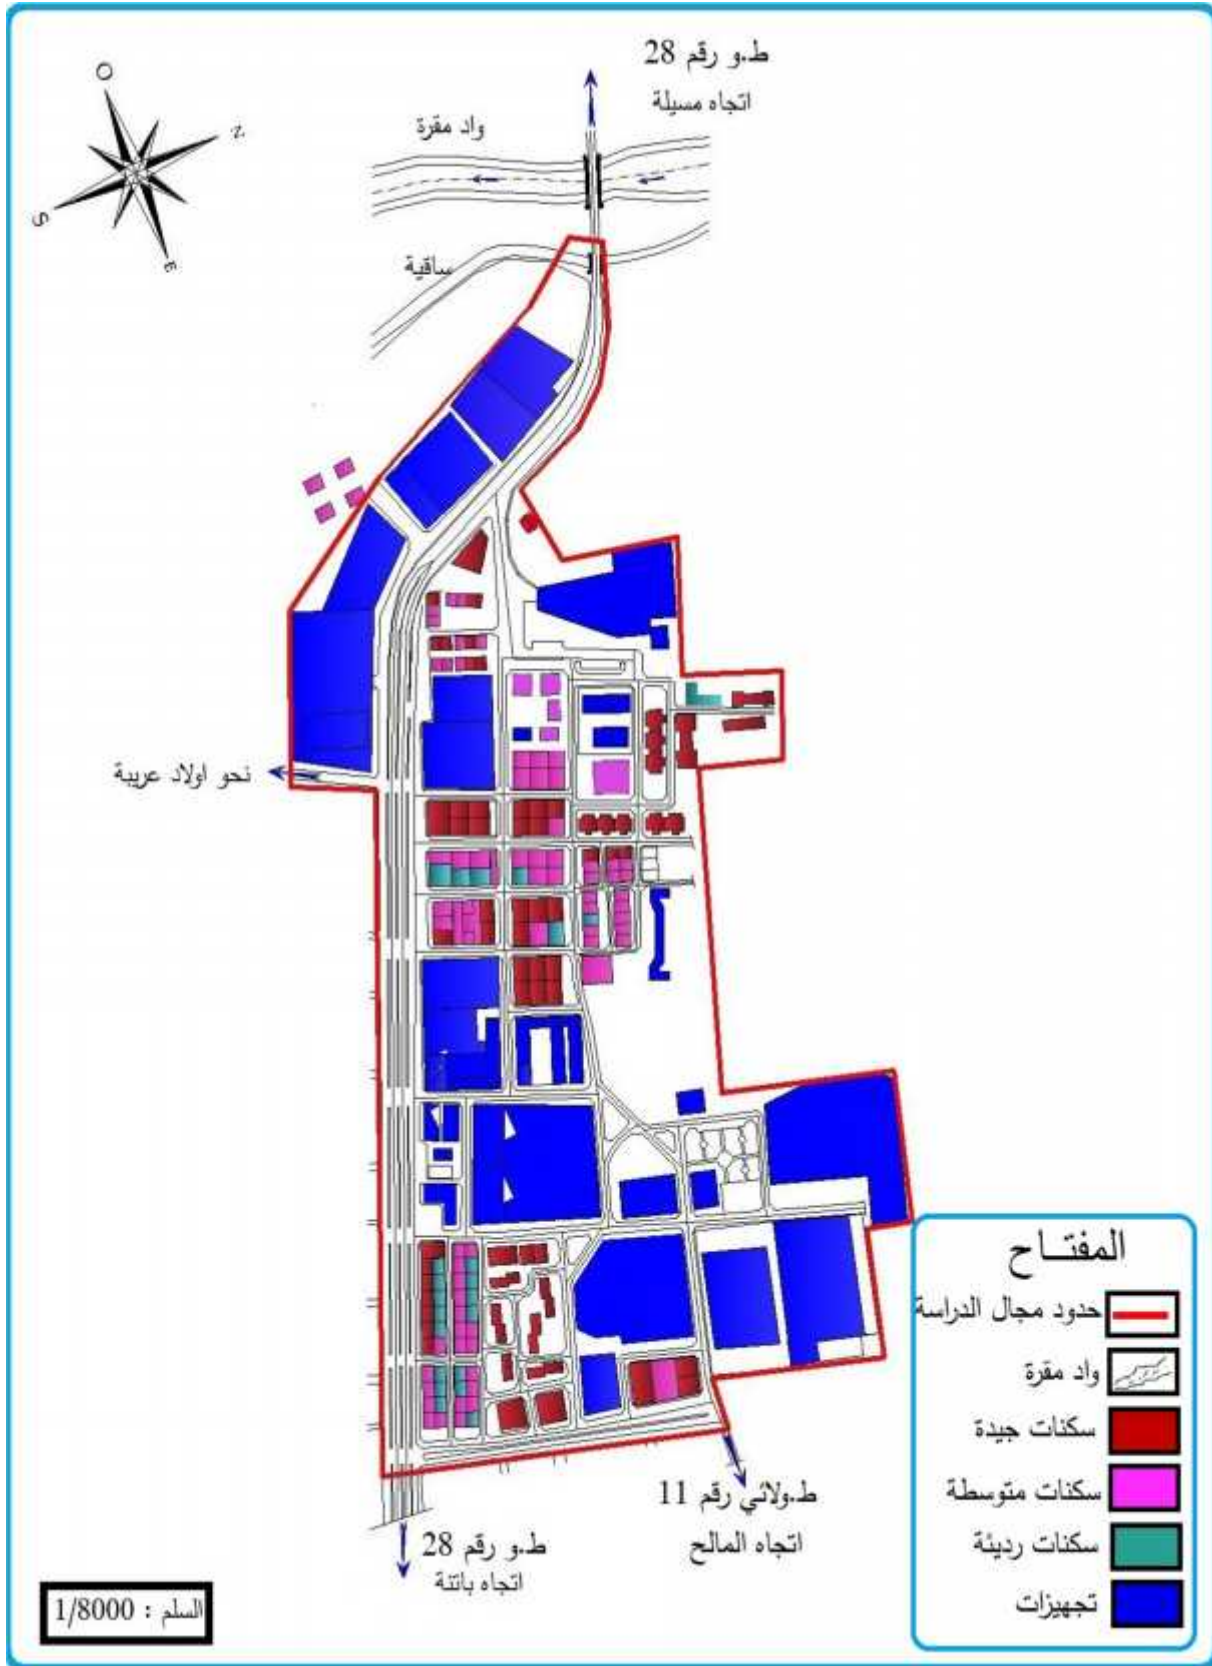 ط.و رقم 28
اتجاه مسيلة
واد مقرة
O
N
S
E
ساقية
نحو اولاد عريبة
المفتـاح
حدود مجال الدراسة
واد مقرة
سكنات جيدة
سكنات متوسطة
سكنات رديئة
تجهيزات
ط.ولائي رقم 11
اتجاه المالح
ط.و رقم 28
اتجاه باتنة
السلم : 1/8000